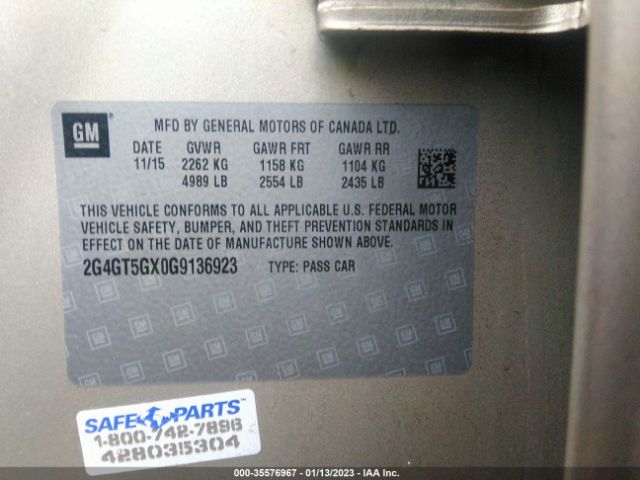 GM
MFD BY GENERAL MOTORS OF CANADA LTD.
DATE GVWR GAWR FRT GAWR RR
11/15 2262 KG 1158 KG 1104 KG
4989 LB 2554 LB 2435 LB
THIS VEHICLE CONFORMS TO ALL APPLICABLE U.S. FEDERAL MOTOR
VEHICLE SAFETY, BUMPER, AND THEFT PREVENTION STANDARDS IN
EFFECT ON THE DATE OF MANUFACTURE SHOWN ABOVE.
2G4GT5GX0G9136923 TYPE: PASS CAR
SAFE PARTS
1-800-742-7896
428035304
000-35576967 - 01/13/2023 - IAA Inc.